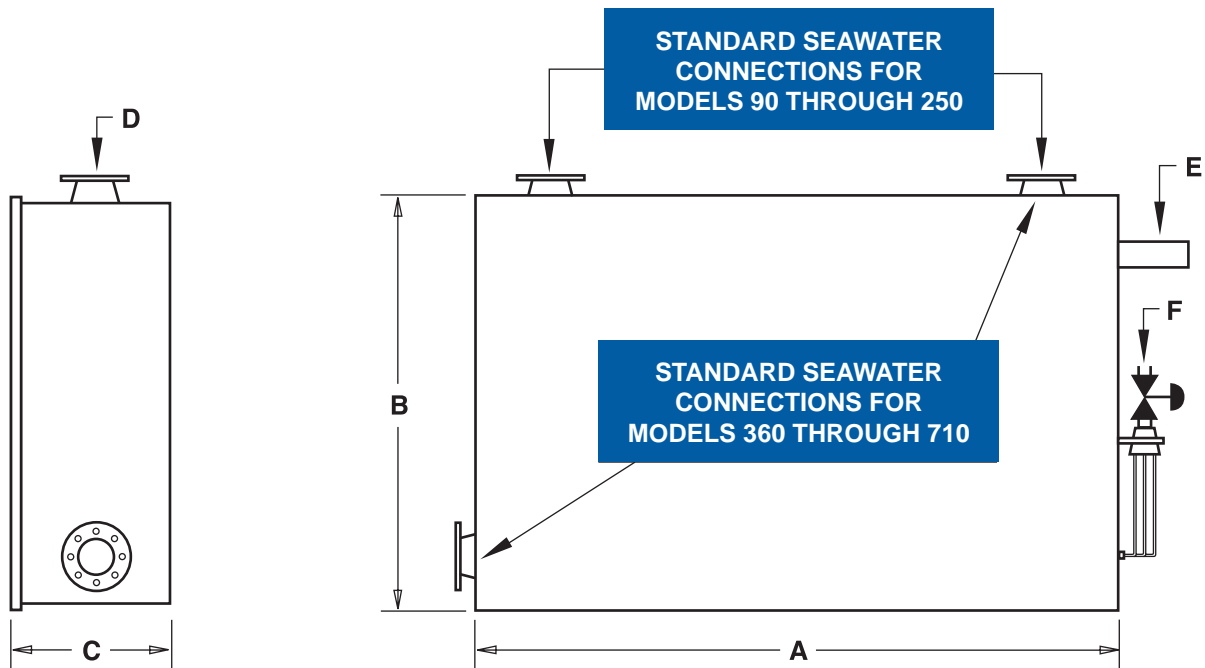 STANDARD SEAWATER
CONNECTIONS FOR
MODELS 90 THROUGH 250
D
E
F
STANDARD SEAWATER
CONNECTIONS FOR
MODELS 360 THROUGH 710
B
C
A